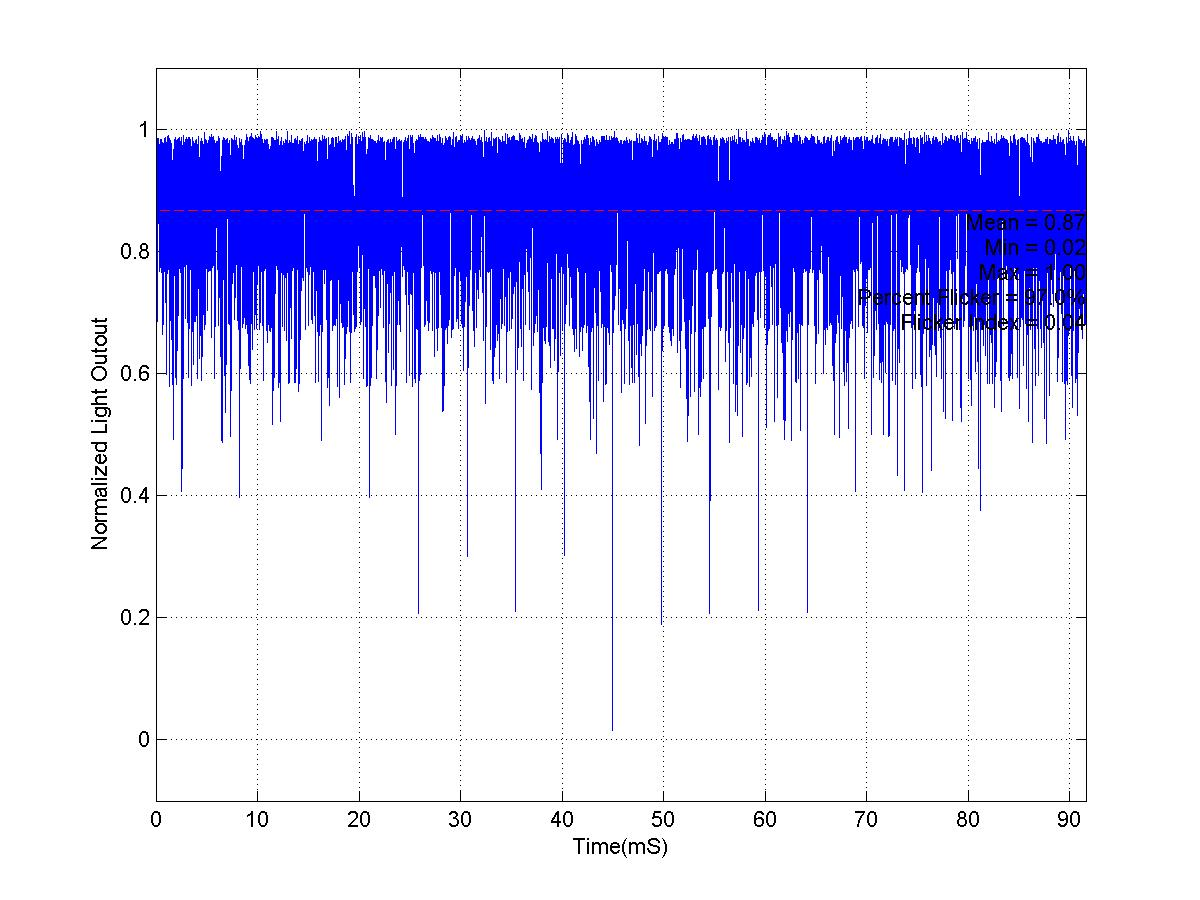 1
0.8
0.6
0.4
0.2
0
Normalized Light Outout
Mean = 0.87
Min = 0.02
Max = 1.00
Percent Flicker = 97.0%
Flicker Index = 0.04
0 10 20 30 40 50 60 70 80 90
Time(mS)